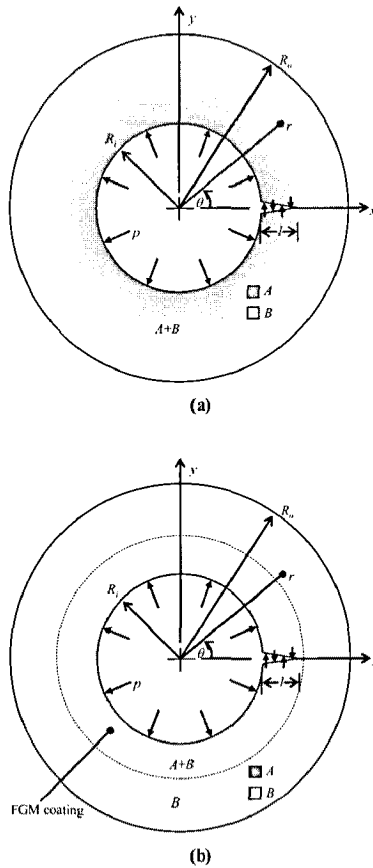 y
R_o
R_i
r
θ
x
p
l
A
B
A+B
(a)
y
R_o
R_i
r
θ
p
l
A+B
A
B
B
FGM coating
(b)